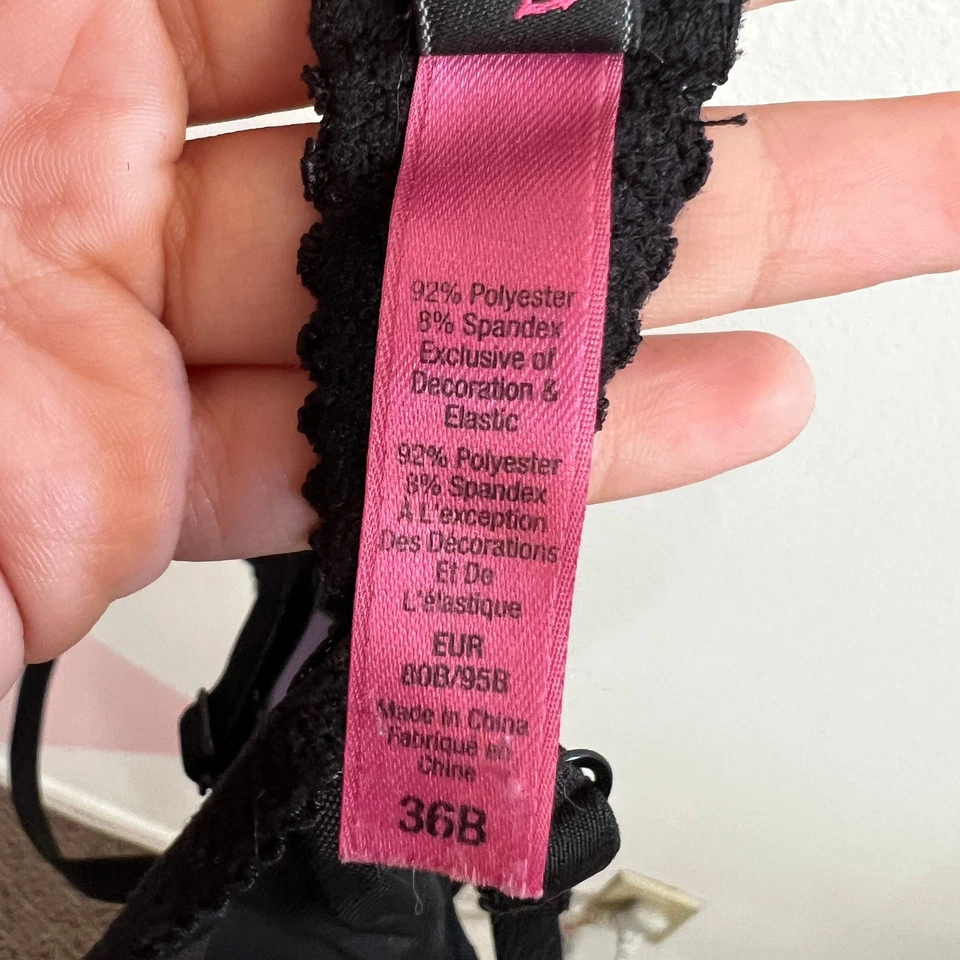 92% Polyester
8% Spandex
Exclusive of
Decoration &
Elastic
92% Polyester
8% Spandex
À L'exception
Des Décorations
Et De
L'élastique
EUR
80B/95B
Made in China
Fabriqué en
Chine
36B